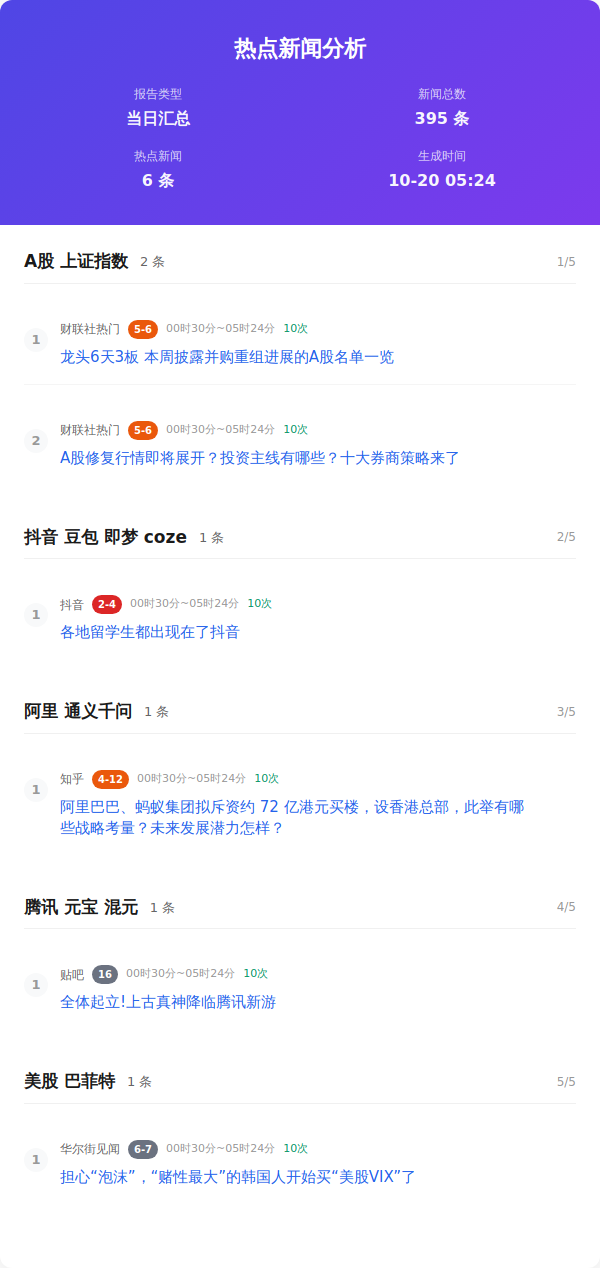 热点新闻分析
报告类型
新闻总数
当日汇总
395 条
热点新闻
生成时间
6 条
10-20 05:24
A股 上证指数 2 条 1/5
1
财联社热门 5-6 00时30分~05时24分 10次
龙头6天3板 本周披露并购重组进展的A股名单一览
2
财联社热门 5-6 00时30分~05时24分 10次
A股修复行情即将展开？投资主线有哪些？十大券商策略来了
抖音 豆包 即梦 coze 1 条 2/5
1
抖音 2-4 00时30分~05时24分 10次
各地留学生都出现在了抖音
阿里 通义千问 1 条 3/5
1
知乎 4-12 00时30分~05时24分 10次
阿里巴巴、蚂蚁集团拟斥资约 72 亿港元买楼，设香港总部，此举有哪
些战略考量？未来发展潜力怎样？
腾讯 元宝 混元 1 条 4/5
1
贴吧 16 00时30分~05时24分 10次
全体起立!上古真神降临腾讯新游
美股 巴菲特 1 条 5/5
1
华尔街见闻 6-7 00时30分~05时24分 10次
担心“泡沫”，“赌性最大”的韩国人开始买“美股VIX”了